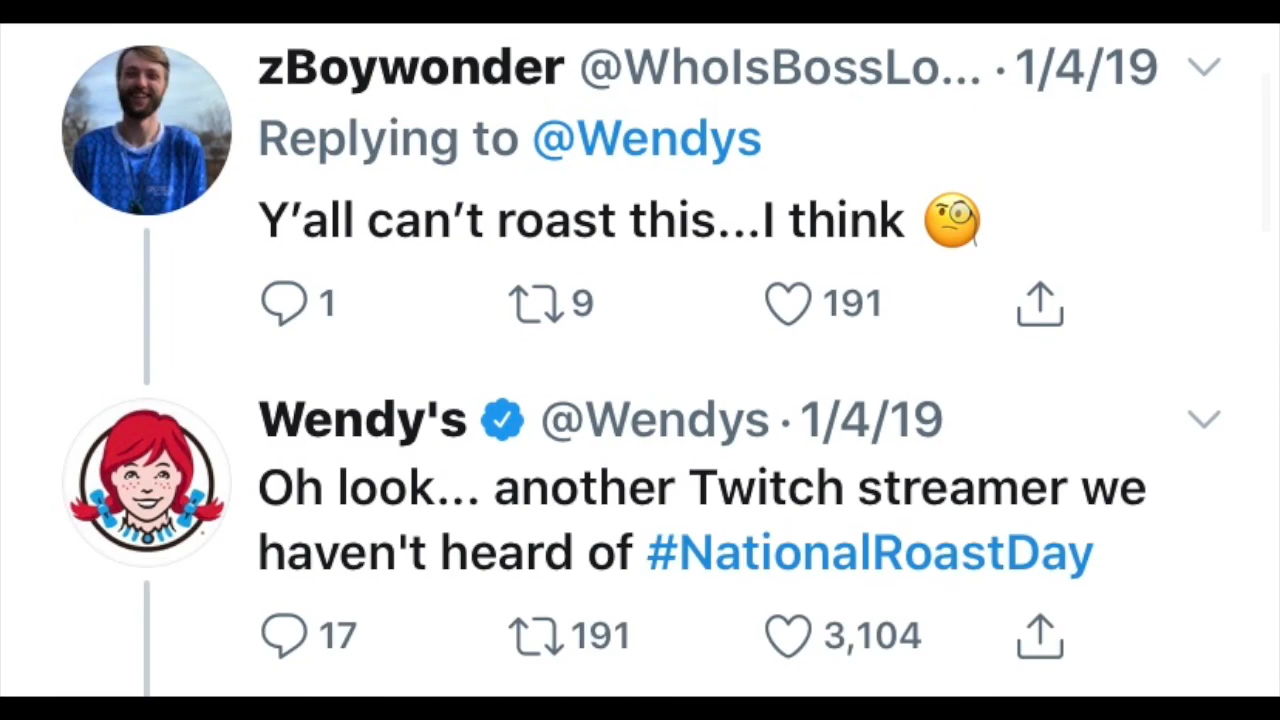 zBoywonder @WhoIsBossLo... · 1/4/19
Replying to @Wendys
Y’all can’t roast this...I think 🧐
1 9 191
Wendy's @Wendys · 1/4/19
Oh look... another Twitch streamer we
haven't heard of #NationalRoastDay
17 191 3,104